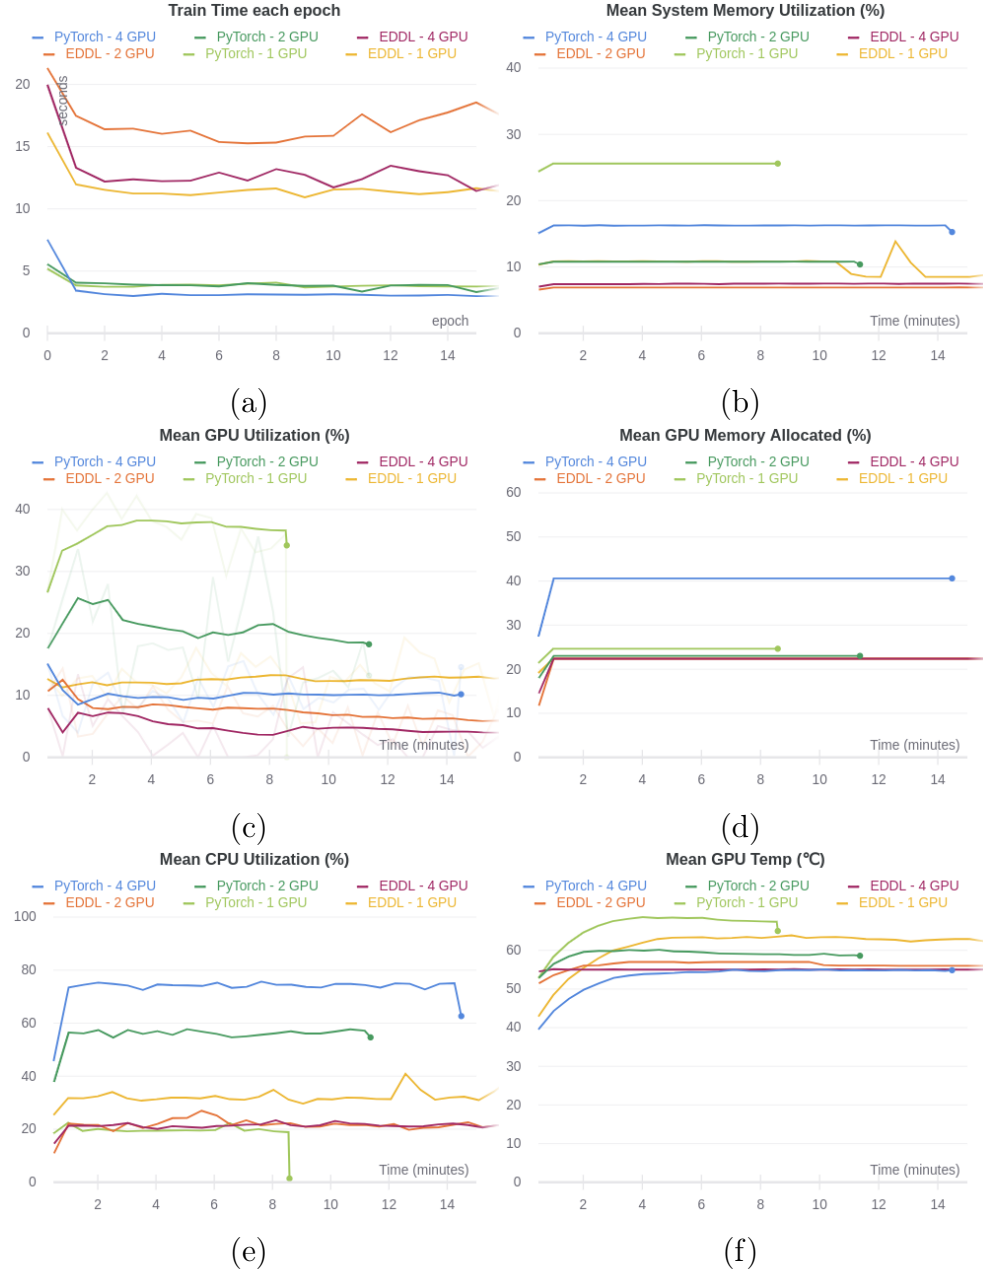 Train Time each epoch
PyTorch - 4 GPU PyTorch - 2 GPU EDDL - 4 GPU
EDDL - 2 GPU PyTorch - 1 GPU EDDL - 1 GPU
seconds
20
15
10
5
0
epoch
0 2 4 6 8 10 12 14
(a)
Mean System Memory Utilization (%)
PyTorch - 4 GPU PyTorch - 2 GPU EDDL - 4 GPU
EDDL - 2 GPU PyTorch - 1 GPU EDDL - 1 GPU
40
30
20
10
0
Time (minutes)
2 4 6 8 10 12 14
(b)
Mean GPU Utilization (%)
PyTorch - 4 GPU PyTorch - 2 GPU EDDL - 4 GPU
EDDL - 2 GPU PyTorch - 1 GPU EDDL - 1 GPU
40
30
20
10
0
Time (minutes)
2 4 6 8 10 12 14
(c)
Mean GPU Memory Allocated (%)
PyTorch - 4 GPU PyTorch - 2 GPU EDDL - 4 GPU
EDDL - 2 GPU PyTorch - 1 GPU EDDL - 1 GPU
60
50
40
30
20
10
0
Time (minutes)
2 4 6 8 10 12 14
(d)
Mean CPU Utilization (%)
PyTorch - 4 GPU PyTorch - 2 GPU EDDL - 4 GPU
EDDL - 2 GPU PyTorch - 1 GPU EDDL - 1 GPU
100
80
60
40
20
0
Time (minutes)
2 4 6 8 10 12 14
(e)
Mean GPU Temp (℃)
PyTorch - 4 GPU PyTorch - 2 GPU EDDL - 4 GPU
EDDL - 2 GPU PyTorch - 1 GPU EDDL - 1 GPU
60
50
40
30
20
10
0
Time (minutes)
2 4 6 8 10 12 14
(f)